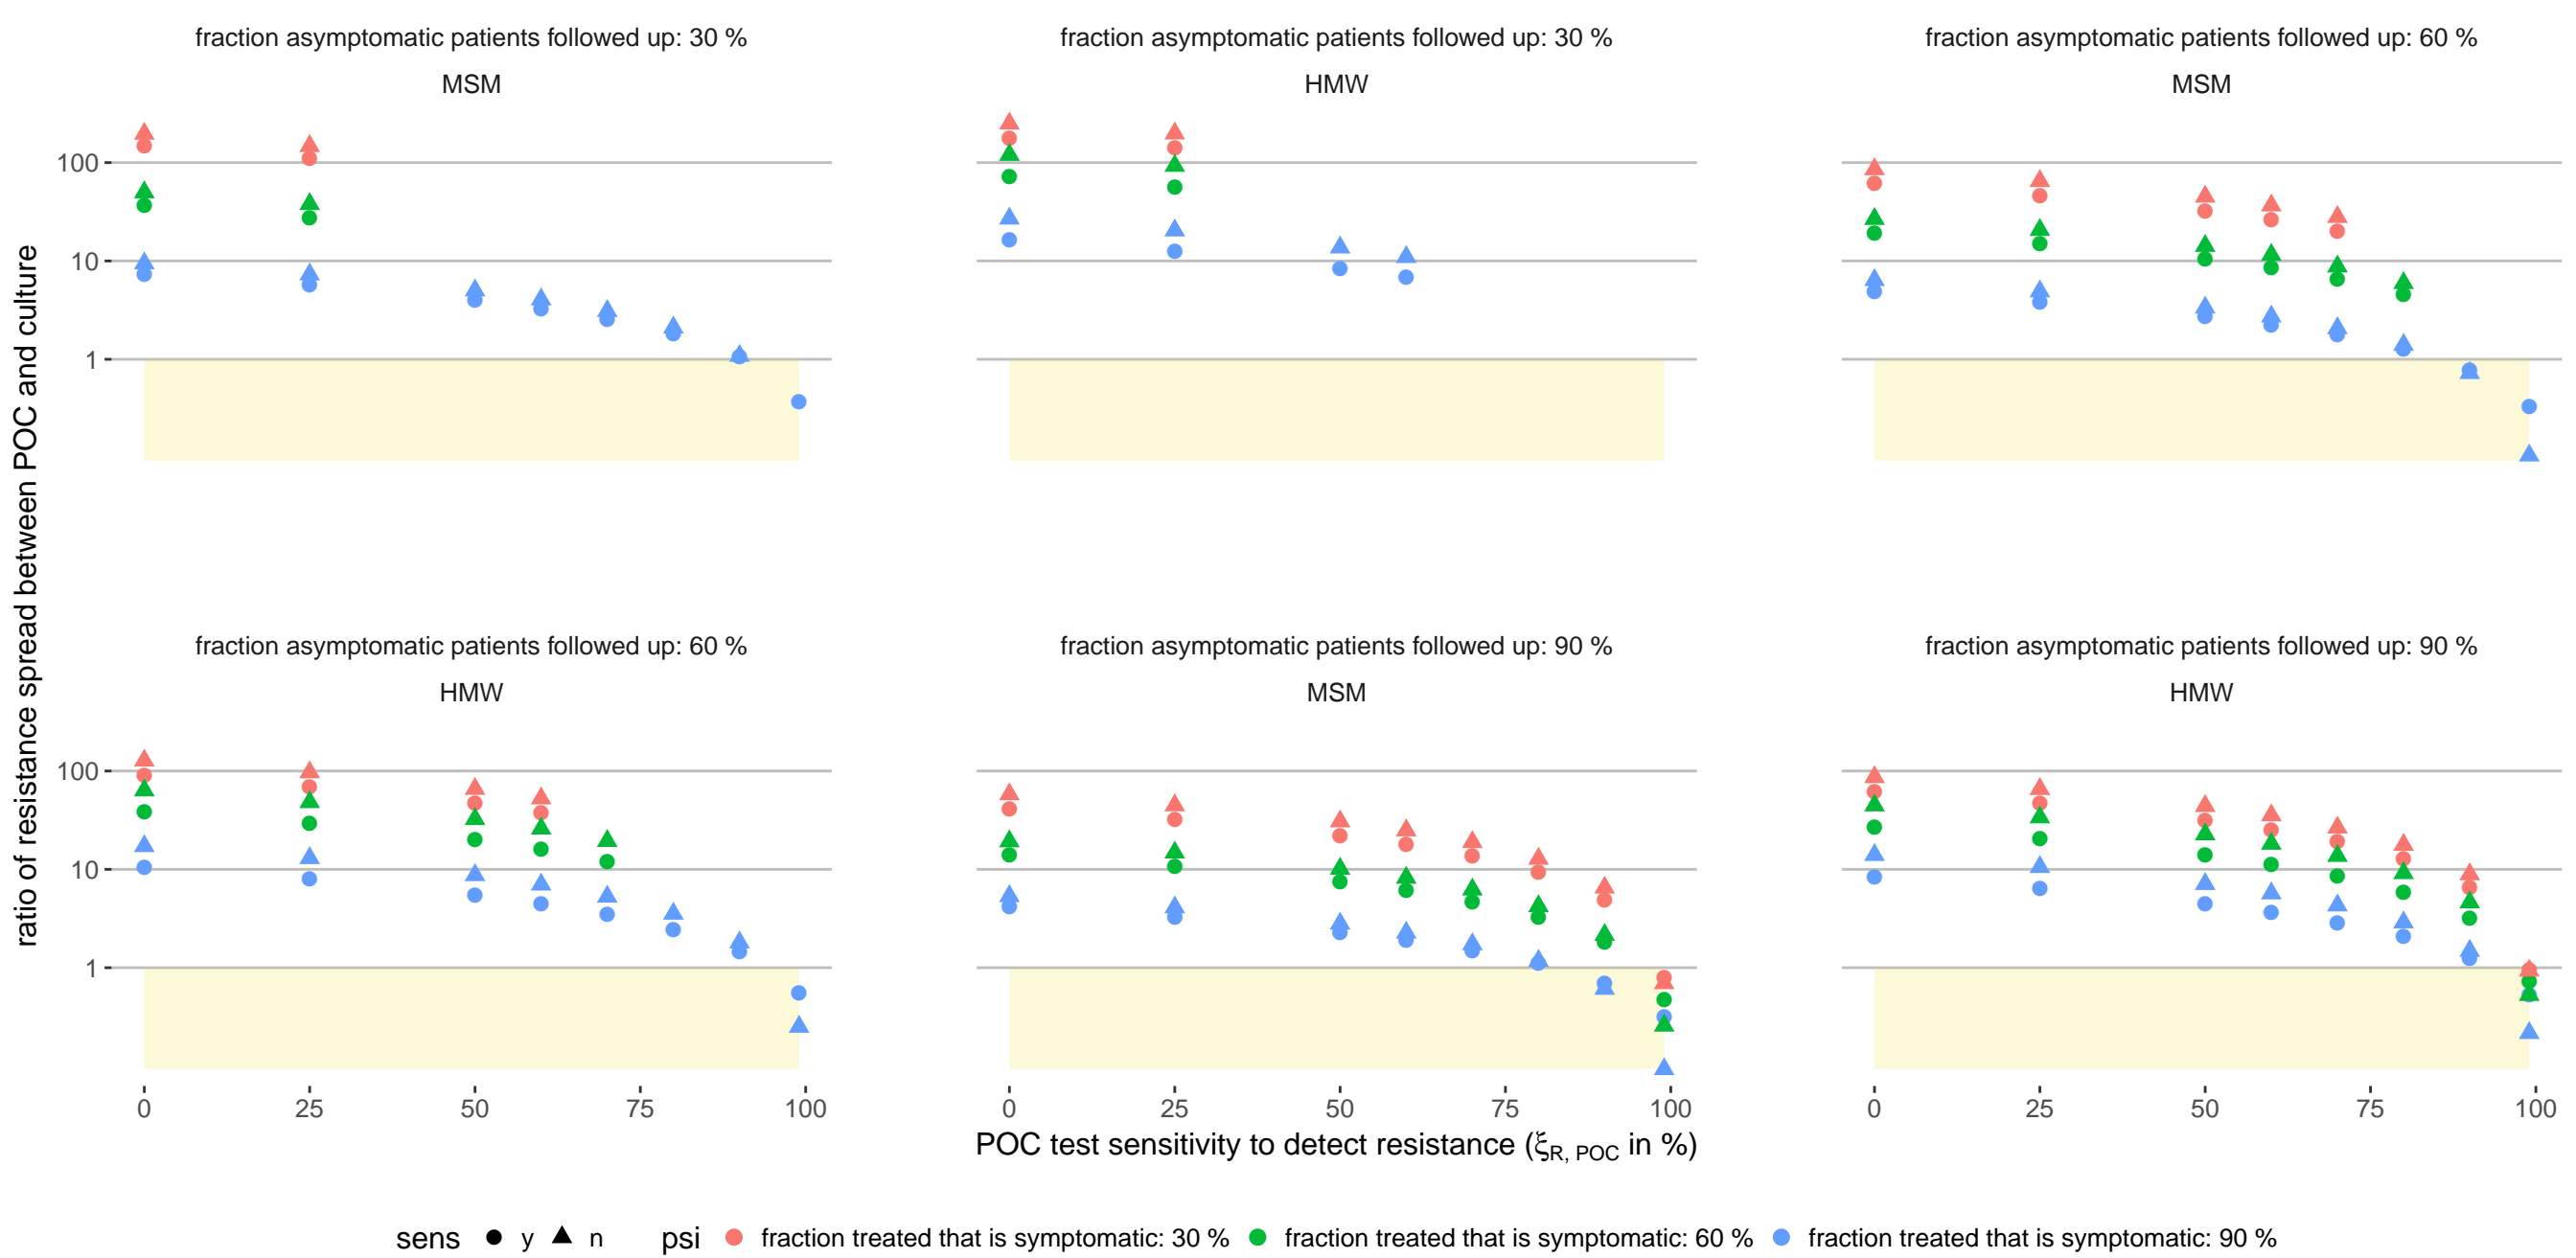 fraction asymptomatic patients followed up: 30 %
MSM
fraction asymptomatic patients followed up: 30 %
HMW
fraction asymptomatic patients followed up: 60 %
MSM
100
10
1
ratio of resistance spread between POC and culture
fraction asymptomatic patients followed up: 60 %
HMW
fraction asymptomatic patients followed up: 90 %
MSM
fraction asymptomatic patients followed up: 90 %
HMW
100
10
1
0 25 50 75 100
0 25 50 75 100
0 25 50 75 100
POC test sensitivity to detect resistance (ξR, POC in %)
sens y n psi fraction treated that is symptomatic: 30 % fraction treated that is symptomatic: 60 % fraction treated that is symptomatic: 90 %